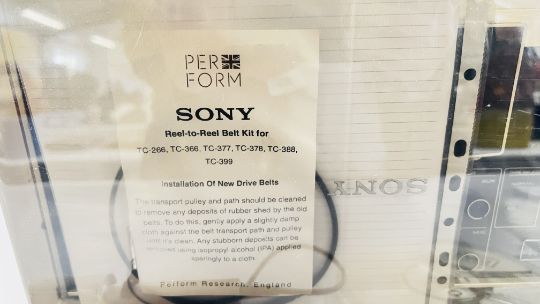 PER
FORM
SONY
Reel-to-Reel Belt Kit for
TC-266, TC-366, TC-377, TC-378, TC-388,
TC-399
Installation Of New Drive Belts
The transport pulley and path should be cleaned
to remove any deposits of rubber shed by the old
belts. To do this, gently apply a slightly damp
cloth against the belt transport path and pulley
until it's clean. Any stubborn deposits can be
removed using isopropyl alcohol (IPA) applied
sparingly to a cloth.
Perform Research, England
SONY